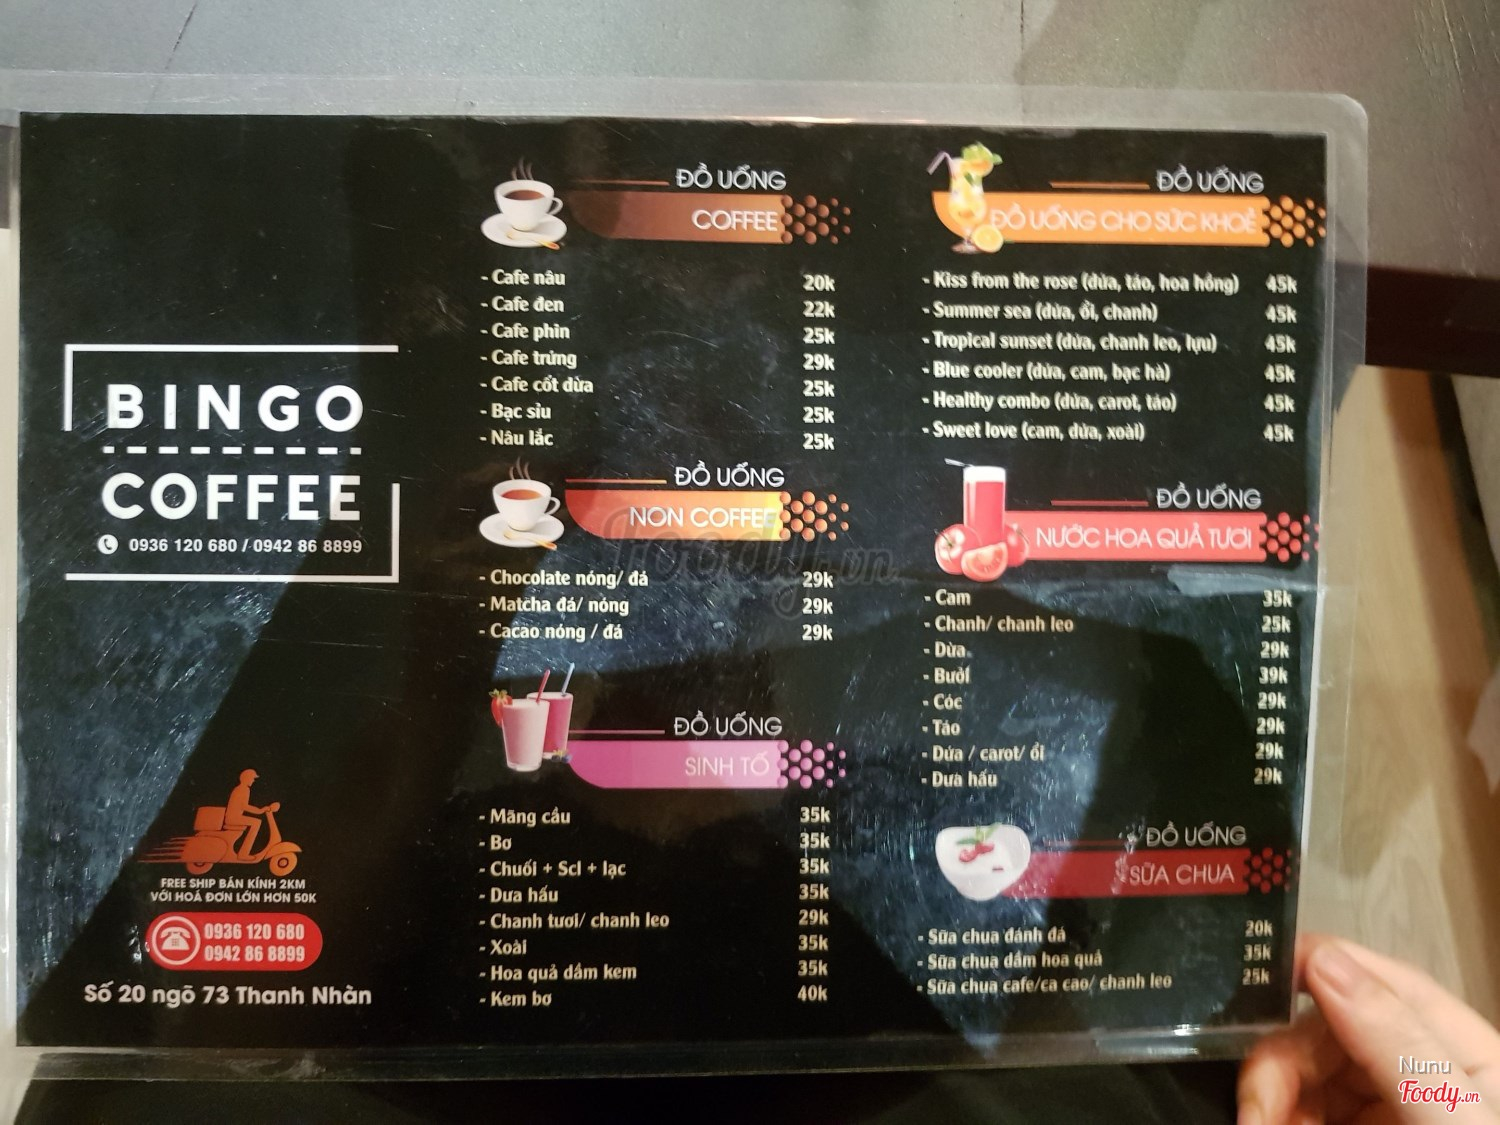 BINGO
COFFEE
0936 120 680 / 0942 86 8899
FREE SHIP BÁN KÍNH 2KM
VỚI HOÁ ĐƠN LỚN HƠN 50K
0936 120 680
0942 86 8899
Số 20 ngõ 73 Thanh Nhàn
ĐỒ UỐNG
COFFEE
- Cafe nâu 20k
- Cafe đen 22k
- Cafe phin 25k
- Cafe trứng 29k
- Cafe cốt dừa 25k
- Bạc sỉu 25k
- Nâu lắc 25k
ĐỒ UỐNG
NON COFFEE
- Chocolate nóng/ đá 29k
- Matcha đá/ nóng 29k
- Cacao nóng / đá 29k
ĐỒ UỐNG
SINH TỐ
- Mãng cầu 35k
- Bơ 35k
- Chuối + Scl + lạc 35k
- Dưa hấu 35k
- Chanh tươi/ chanh leo 29k
- Xoài 35k
- Hoa quả dầm kem 35k
- Kem bơ 40k
ĐỒ UỐNG
ĐỒ UỐNG CHO SỨC KHOẺ
- Kiss from the rose (dứa, táo, hoa hồng) 45k
- Summer sea (dứa, ổi, chanh) 45k
- Tropical sunset (dứa, chanh leo, lựu) 45k
- Blue cooler (dứa, cam, bạc hà) 45k
- Healthy combo (dứa, carot, táo) 45k
- Sweet love (cam, dứa, xoài) 45k
ĐỒ UỐNG
NƯỚC HOA QUẢ TƯƠI
- Cam 35k
- Chanh/ chanh leo 25k
- Dừa 29k
- Bưởi 39k
- Cóc 29k
- Táo 29k
- Dứa / carot/ ổi 29k
- Dưa hấu 29k
ĐỒ UỐNG
SỮA CHUA
- Sữa chua đánh đá 20k
- Sữa chua dầm hoa quả 35k
- Sữa chua cafe/ca cao/ chanh leo 25k
Foody.vn
Nunu
Foody.vn